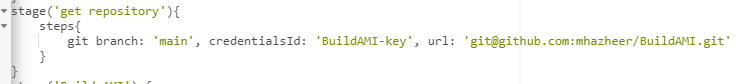 stage('get repository'){
steps{
git branch: 'main', credentialsId: 'BuildAMI-key', url: 'git@github.com:mhazheer/BuildAMI.git'
}
}